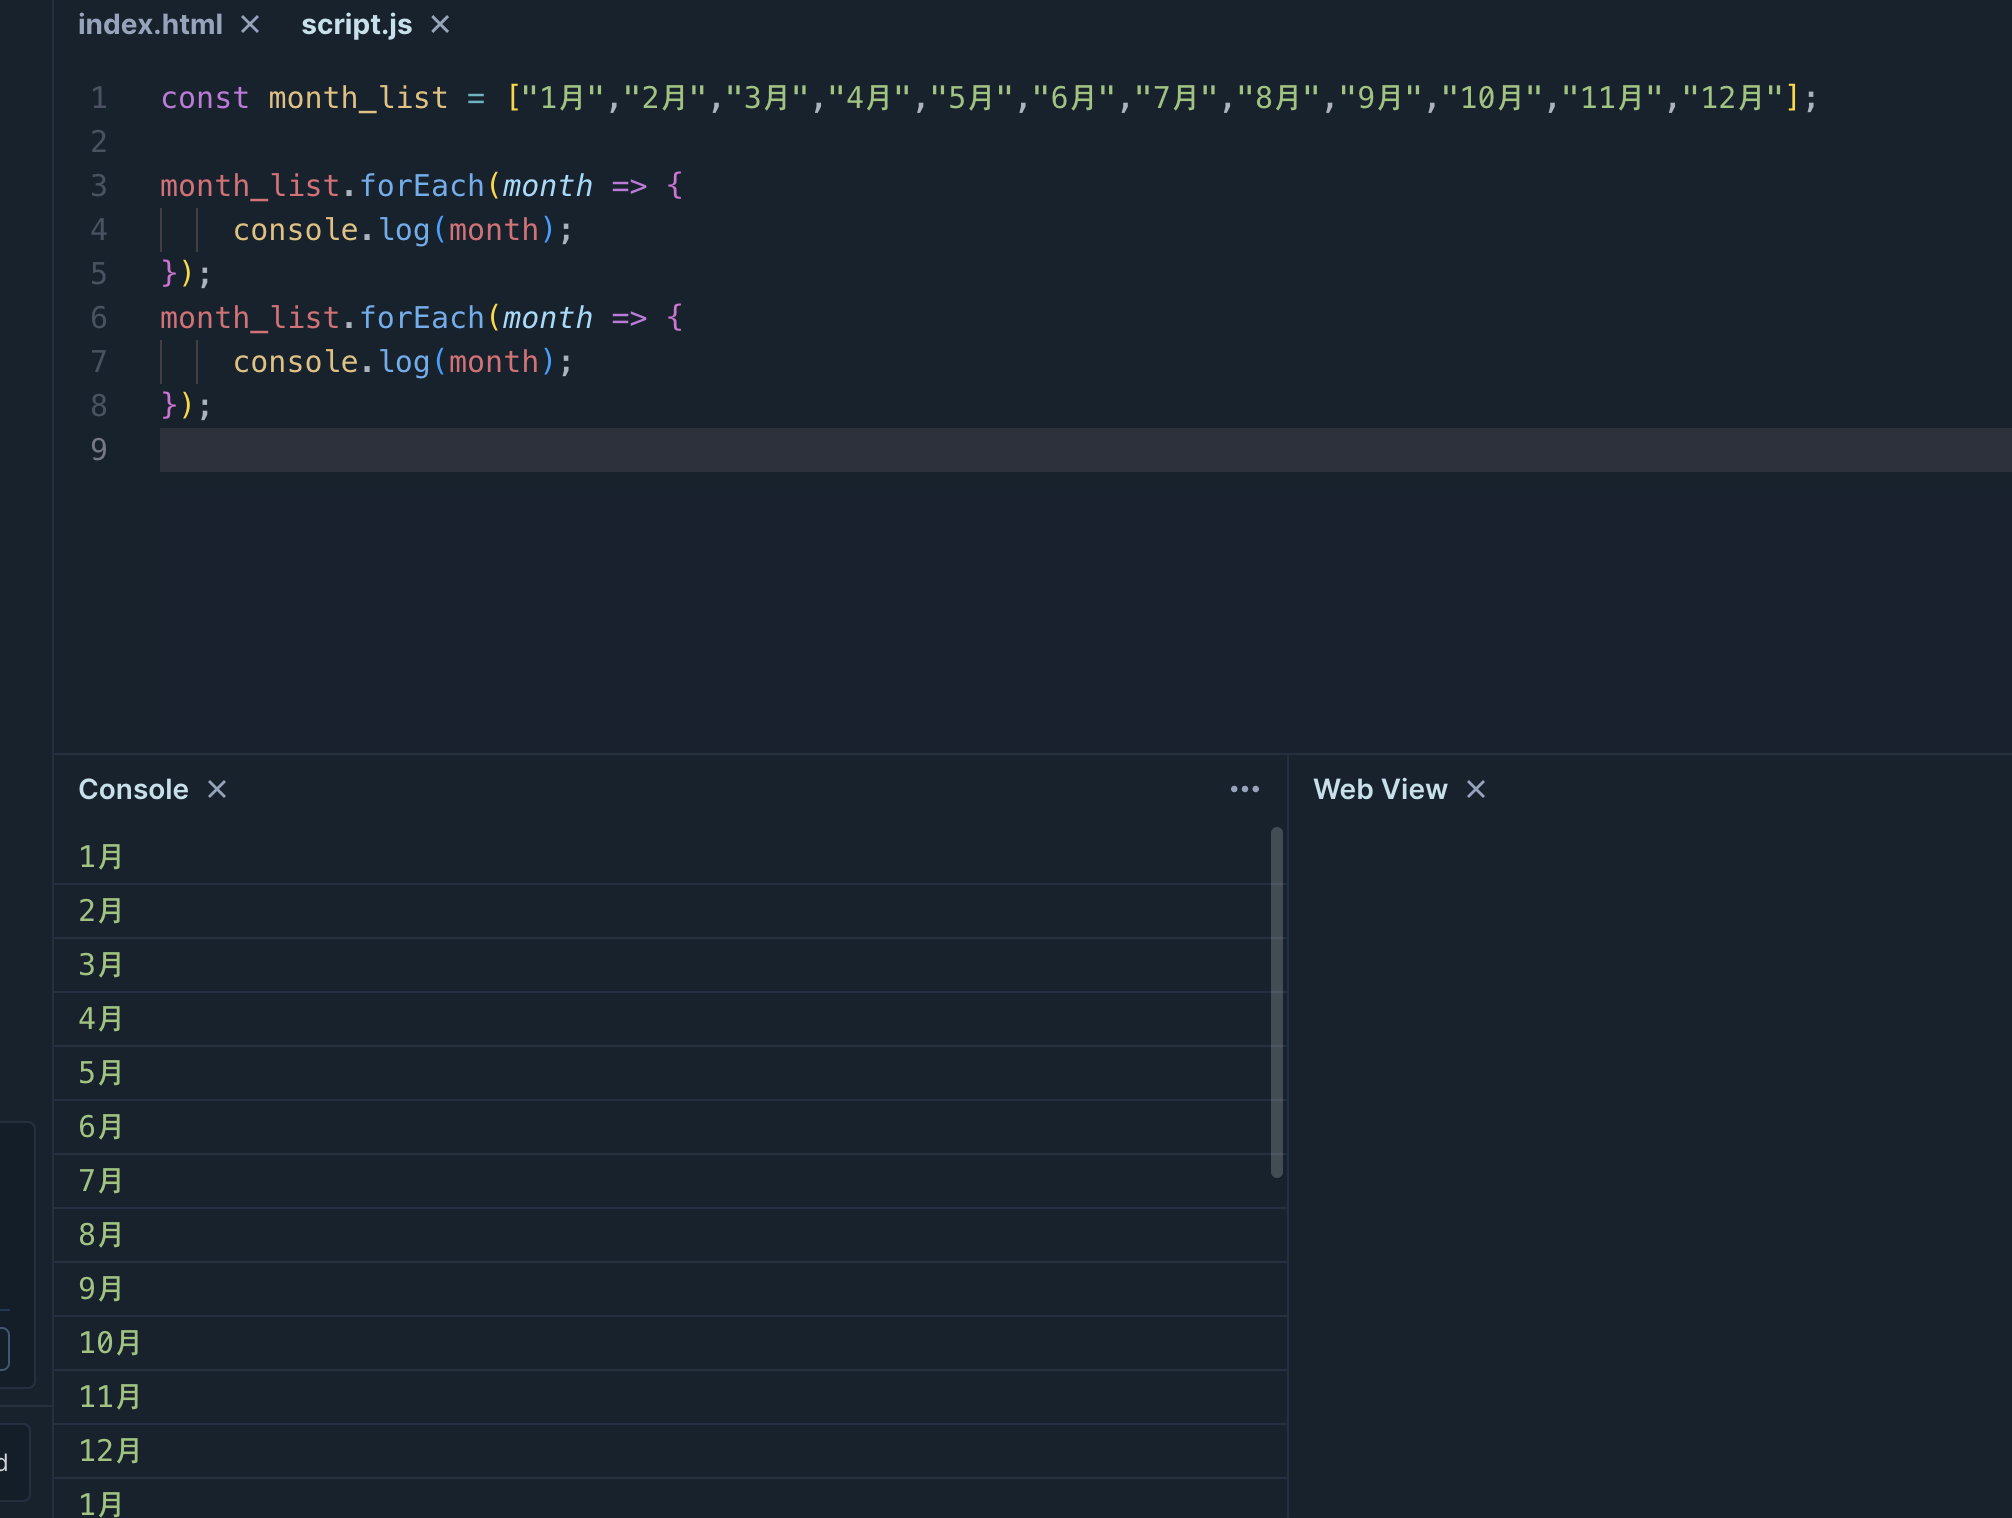 index.html × script.js ×
1 const month_list = ["1月","2月","3月","4月","5月","6月","7月","8月","9月","10月","11月","12月"];
2
3 month_list.forEach(month => {
4     console.log(month);
5 });
6 month_list.forEach(month => {
7     console.log(month);
8 });
9
Console × ••• Web View ×
1月
2月
3月
4月
5月
6月
7月
8月
9月
10月
11月
12月
1月